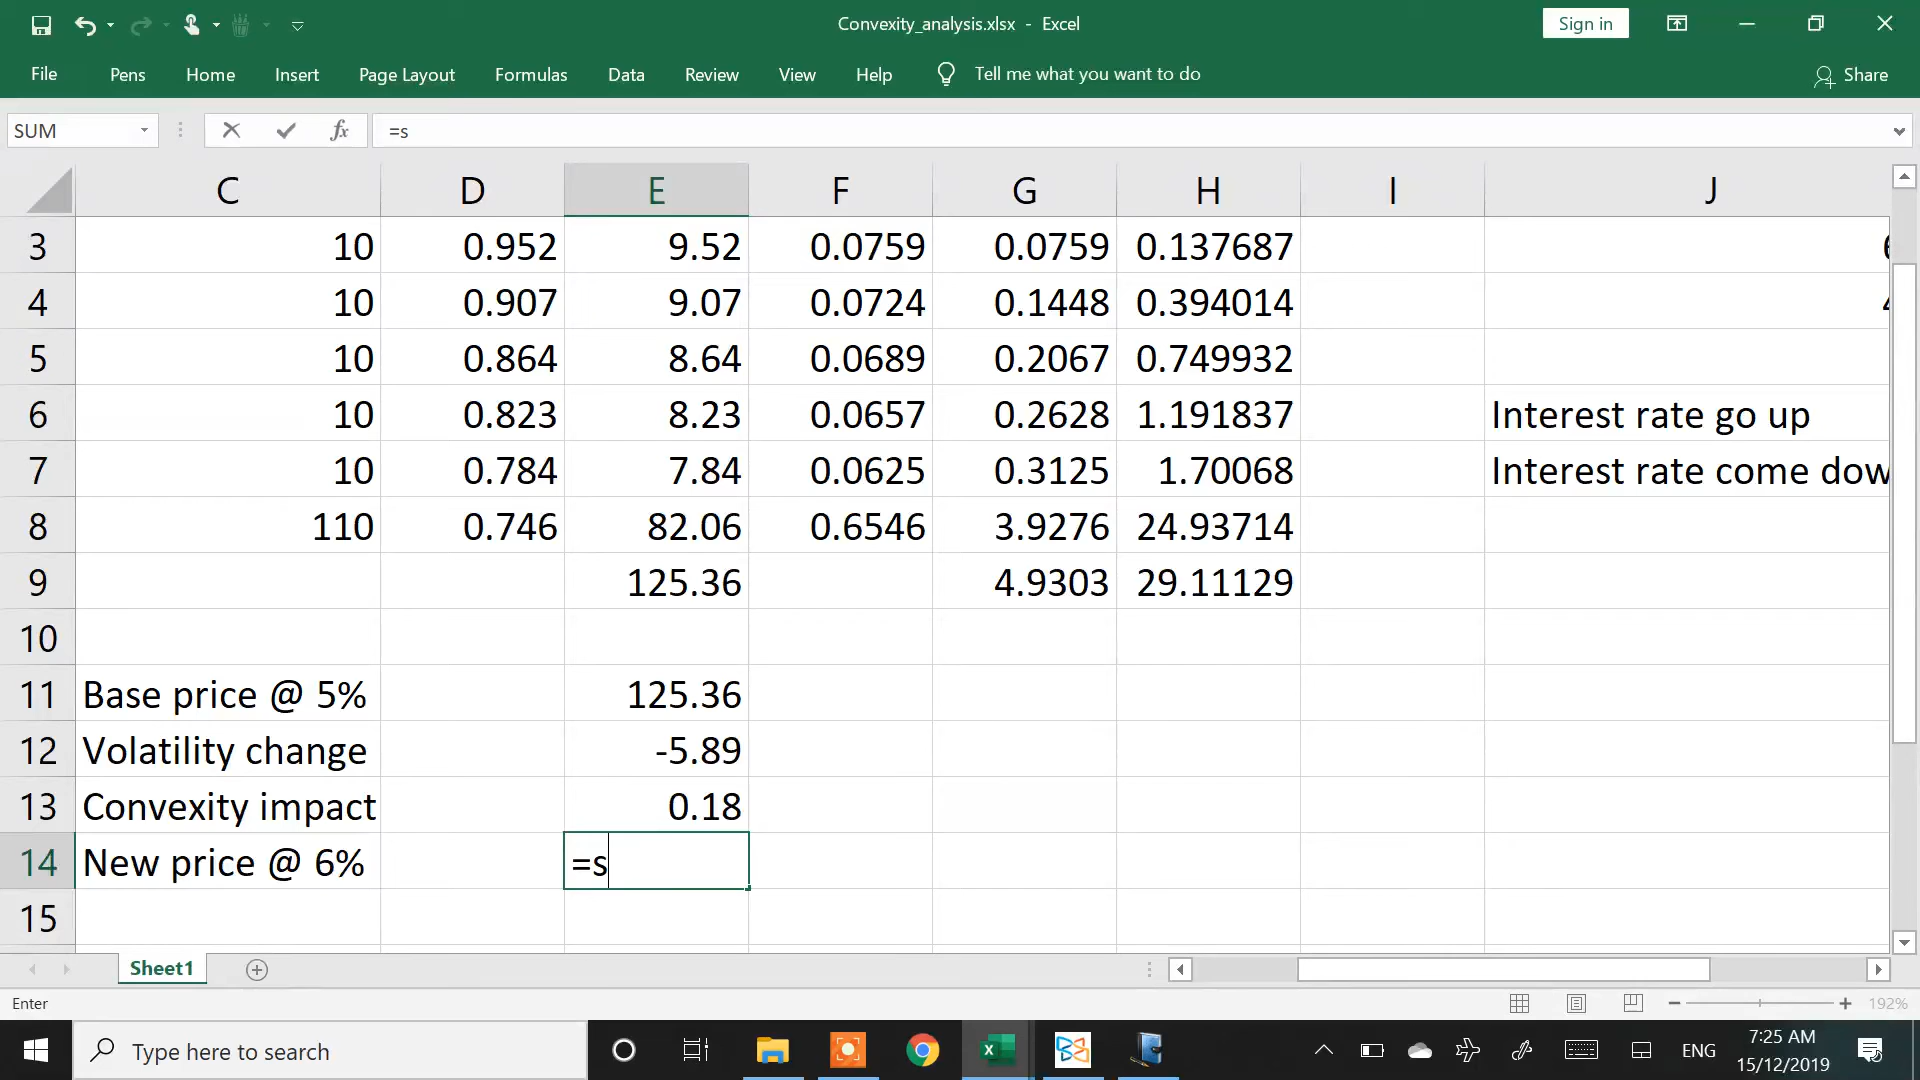 Convexity_analysis.xlsx - Excel
Sign in
File Pens Home Insert Page Layout Formulas Data Review View Help Tell me what you want to do Share
SUM fx =s
C D E F G H I J
3 10 0.952 9.52 0.0759 0.0759 0.137687
4 10 0.907 9.07 0.0724 0.1448 0.394014
5 10 0.864 8.64 0.0689 0.2067 0.749932
6 10 0.823 8.23 0.0657 0.2628 1.191837 Interest rate go up
7 10 0.784 7.84 0.0625 0.3125 1.70068 Interest rate come dow
8 110 0.746 82.06 0.6546 3.9276 24.93714
9 125.36 4.9303 29.11129
10
11 Base price @ 5% 125.36
12 Volatility change -5.89
13 Convexity impact 0.18
14 New price @ 6% =s
15
Sheet1
Enter 192%
Type here to search ENG 7:25 AM
15/12/2019